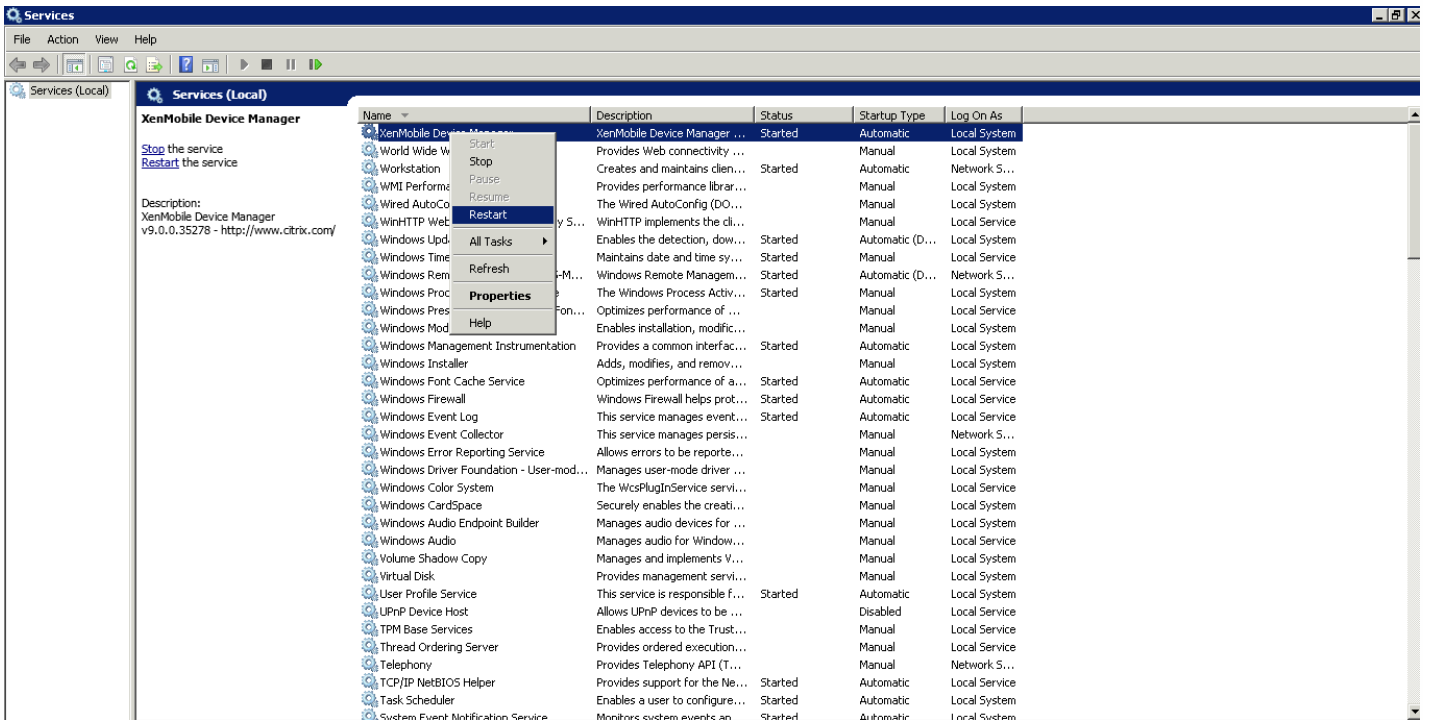 Services
File Action View Help
Services (Local)
Services (Local)
XenMobile Device Manager
Stop the service
Restart the service
Description:
XenMobile Device Manager
v9.0.0.35278 - http://www.citrix.com/
Name Description Status Startup Type Log On As
XenMobile Device Manager XenMobile Device Manager ... Started Automatic Local System
World Wide W Provides Web connectivity ... Manual Local System
Workstation Creates and maintains clien... Started Automatic Network S...
WMI Performa Provides performance librar... Manual Local System
Wired AutoCo The Wired AutoConfig (DO... Manual Local System
WinHTTP Web y S... WinHTTP implements the cli... Manual Local Service
Windows Upd Enables the detection, dow... Started Automatic (D... Local System
Windows Time Maintains date and time sy... Started Manual Local Service
Windows Rem S-M... Windows Remote Managem... Started Automatic (D... Network S...
Windows Proc The Windows Process Activ... Started Manual Local System
Windows Pres Fon... Optimizes performance of ... Manual Local Service
Windows Mod Enables installation, modific... Manual Local System
Start
Stop
Pause
Resume
Restart
All Tasks
Refresh
Properties
Help
Windows Management Instrumentation Provides a common interfac... Started Automatic Local System
Windows Installer Adds, modifies, and remov... Manual Local System
Windows Font Cache Service Optimizes performance of a... Started Automatic Local Service
Windows Firewall Windows Firewall helps prot... Started Automatic Local Service
Windows Event Log This service manages event... Started Automatic Local Service
Windows Event Collector This service manages persis... Manual Network S...
Windows Error Reporting Service Allows errors to be reporte... Manual Local System
Windows Driver Foundation - User-mod... Manages user-mode driver ... Manual Local System
Windows Color System The WcsPlugInService servi... Manual Local Service
Windows CardSpace Securely enables the creati... Manual Local System
Windows Audio Endpoint Builder Manages audio devices for ... Manual Local System
Windows Audio Manages audio for Window... Manual Local Service
Volume Shadow Copy Manages and implements V... Manual Local System
Virtual Disk Provides management servi... Manual Local System
User Profile Service This service is responsible f... Started Automatic Local System
UPnP Device Host Allows UPnP devices to be ... Disabled Local Service
TPM Base Services Enables access to the Trust... Manual Local Service
Thread Ordering Server Provides ordered execution... Manual Local Service
Telephony Provides Telephony API (T... Manual Network S...
TCP/IP NetBIOS Helper Provides support for the Ne... Started Automatic Local Service
Task Scheduler Enables a user to configure... Started Automatic Local System
System Event Notification Service Monitors system events an... Started Automatic Local System